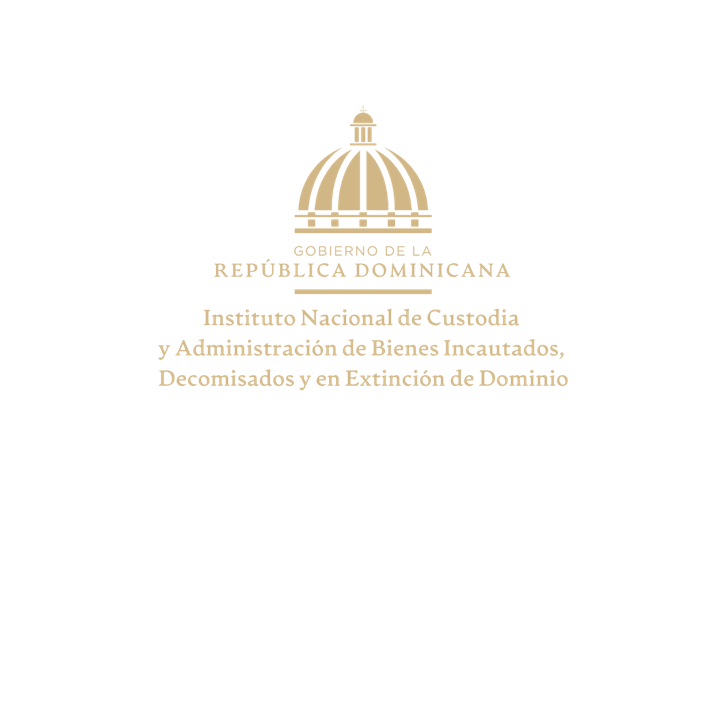 GOBIERNO DE LA
REPÚBLICA DOMINICANA
Instituto Nacional de Custodia
y Administración de Bienes Incautados,
Decomisados y en Extinción de Dominio